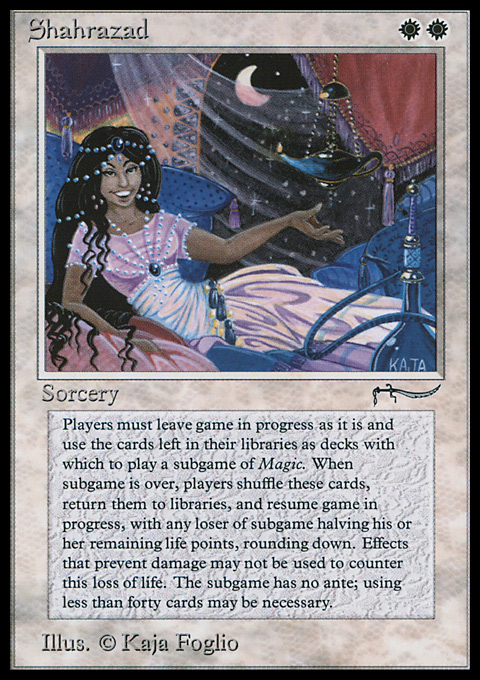 Shahrazad
KAJA
Sorcery
Players must leave game in progress as it is and
use the cards left in their libraries as decks with
which to play a subgame of Magic. When
subgame is over, players shuffle these cards,
return them to libraries, and resume game in
progress, with any loser of subgame halving his or
her remaining life points, rounding down. Effects
that prevent damage may not be used to counter
this loss of life. The subgame has no ante; using
less than forty cards may be necessary.
Illus. © Kaja Foglio